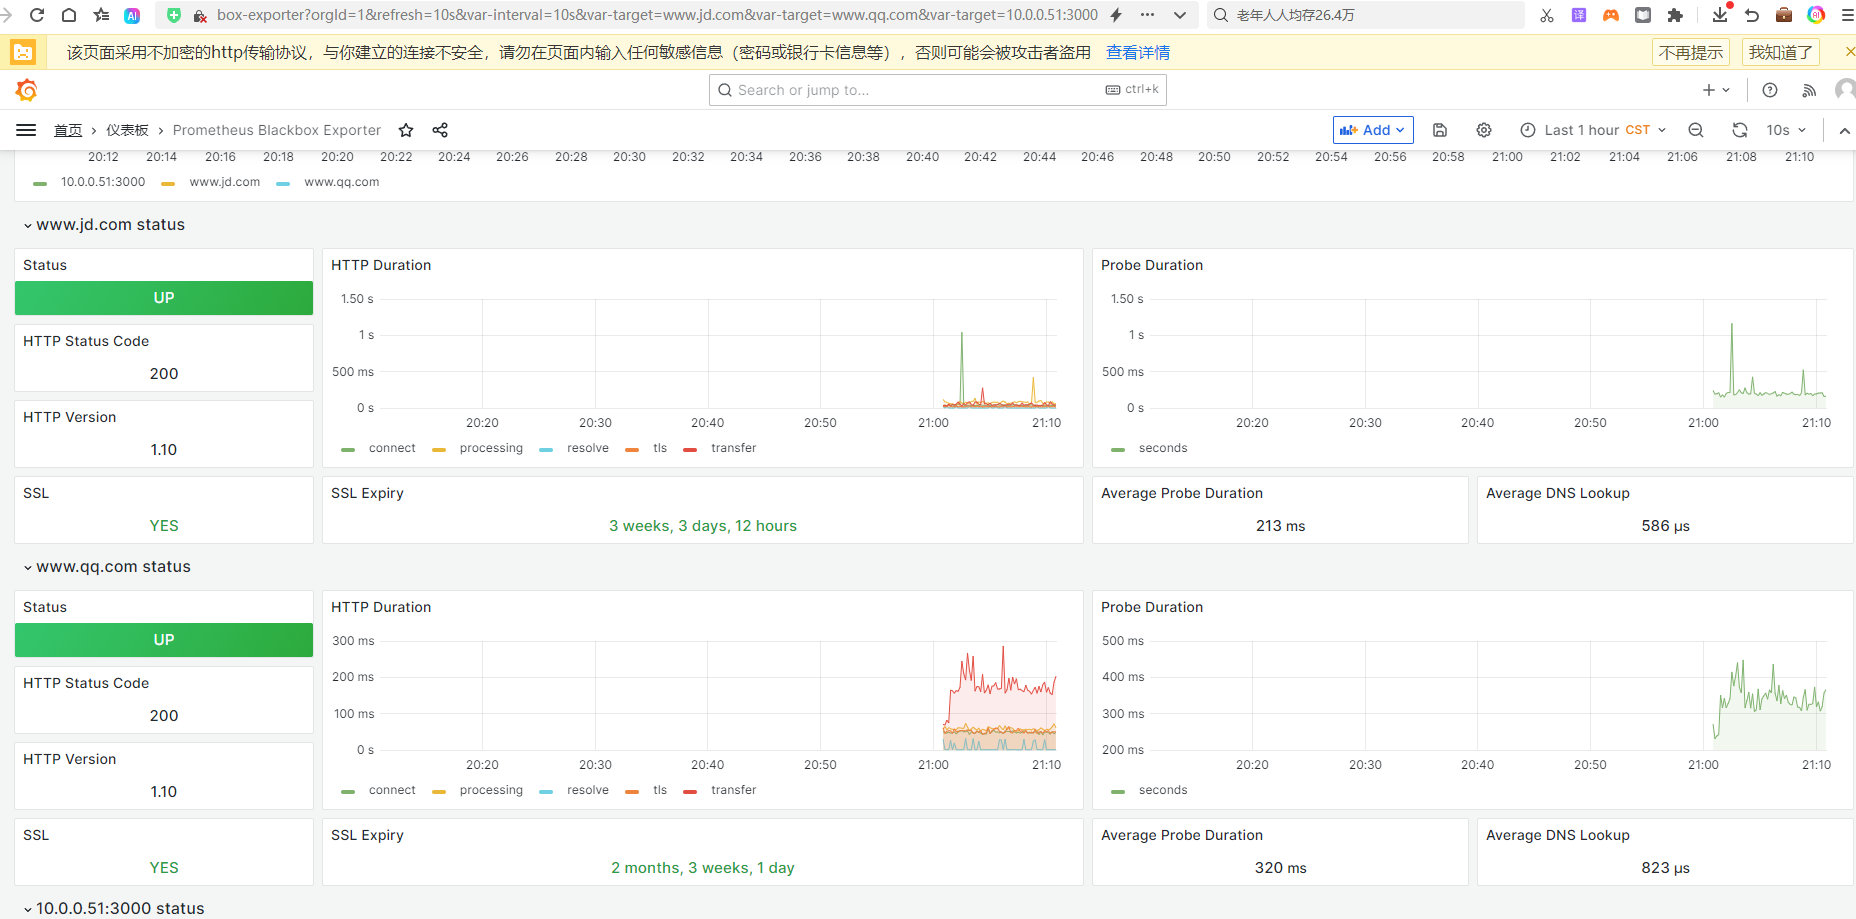 box-exporter?orgId=1&refresh=10s&var-interval=10s&var-target=www.jd.com&var-target=www.qq.com&var-target=10.0.0.51:3000 老年人人均存26.4万
该页面采用不加密的http传输协议，与你建立的连接不安全，请勿在页面内输入任何敏感信息（密码或银行卡信息等），否则可能会被攻击者盗用 查看详情 不再提示 我知道了
Search or jump to... ctrl+k
首页 仪表板 Prometheus Blackbox Exporter Add Last 1 hour CST 10s
20:12 20:14 20:16 20:18 20:20 20:22 20:24 20:26 20:28 20:30 20:32 20:34 20:36 20:38 20:40 20:42 20:44 20:46 20:48 20:50 20:52 20:54 20:56 20:58 21:00 21:02 21:04 21:06 21:08 21:10
10.0.0.51:3000 www.jd.com www.qq.com
www.jd.com status
Status
UP
HTTP Status Code
200
HTTP Version
1.10
HTTP Duration
1.50 s
1 s
500 ms
0 s
20:20 20:30 20:40 20:50 21:00 21:10
connect processing resolve tls transfer
Probe Duration
1.50 s
1 s
500 ms
0 s
20:20 20:30 20:40 20:50 21:00 21:10
seconds
SSL
YES
SSL Expiry
3 weeks, 3 days, 12 hours
Average Probe Duration
213 ms
Average DNS Lookup
586 µs
www.qq.com status
Status
UP
HTTP Status Code
200
HTTP Version
1.10
HTTP Duration
300 ms
200 ms
100 ms
0 s
20:20 20:30 20:40 20:50 21:00 21:10
connect processing resolve tls transfer
Probe Duration
500 ms
400 ms
300 ms
200 ms
20:20 20:30 20:40 20:50 21:00 21:10
seconds
SSL
YES
SSL Expiry
2 months, 3 weeks, 1 day
Average Probe Duration
320 ms
Average DNS Lookup
823 µs
10.0.0.51:3000 status